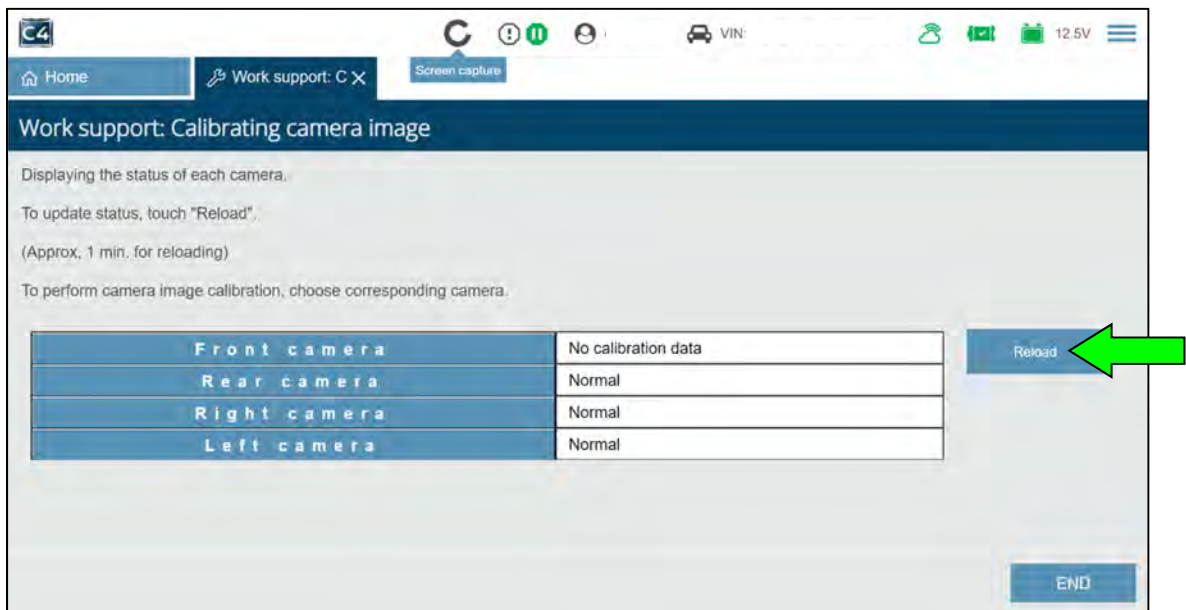 C4
VIN:
12.5V
Home
Work support: C
Screen capture
Work support: Calibrating camera image
Displaying the status of each camera.
To update status, touch "Reload".
(Approx, 1 min. for reloading)
To perform camera image calibration, choose corresponding camera.
Front camera No calibration data
Reload
Rear camera Normal
Right camera Normal
Left camera Normal
END